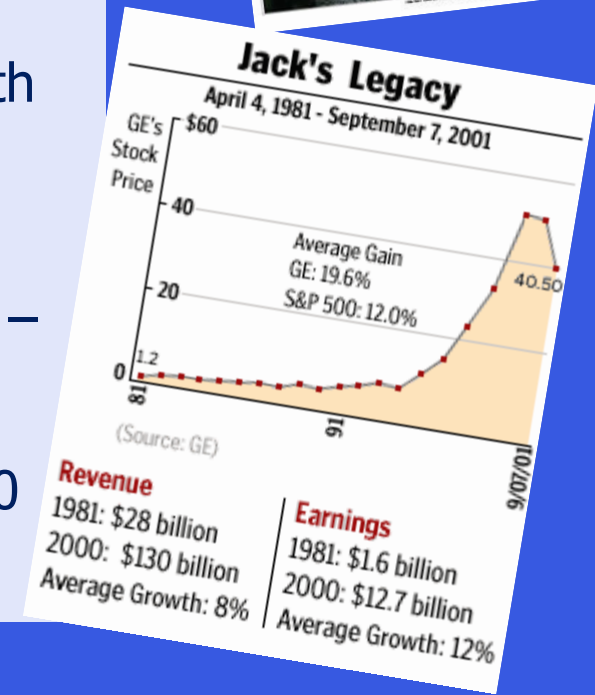 th
–
0
Jack's Legacy
April 4, 1981 - September 7, 2001
GE's
Stock
Price
$60
40
20
0
Average Gain
GE: 19.6%
S&P 500: 12.0%
1.2
40.50
81
91
9/07/01
(Source: GE)
Revenue
1981: $28 billion
2000: $130 billion
Average Growth: 8%
Earnings
1981: $1.6 billion
2000: $12.7 billion
Average Growth: 12%